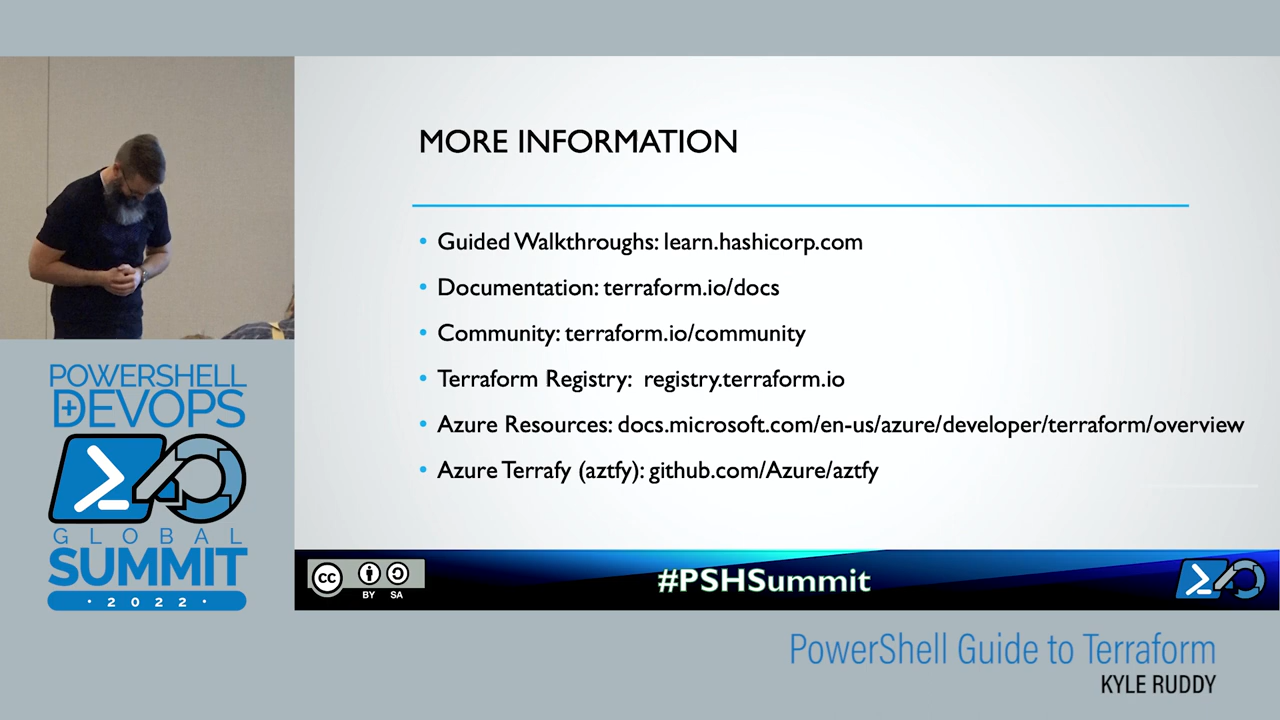 MORE INFORMATION
• Guided Walkthroughs: learn.hashicorp.com
• Documentation: terraform.io/docs
• Community: terraform.io/community
• Terraform Registry: registry.terraform.io
• Azure Resources: docs.microsoft.com/en-us/azure/developer/terraform/overview
• Azure Terrafy (aztfy): github.com/Azure/aztfy
POWERSHELL
+ DEVOPS
GLOBAL
SUMMIT
· 2022 ·
cc
BY SA
#PSHSummit
PowerShell Guide to Terraform
KYLE RUDDY